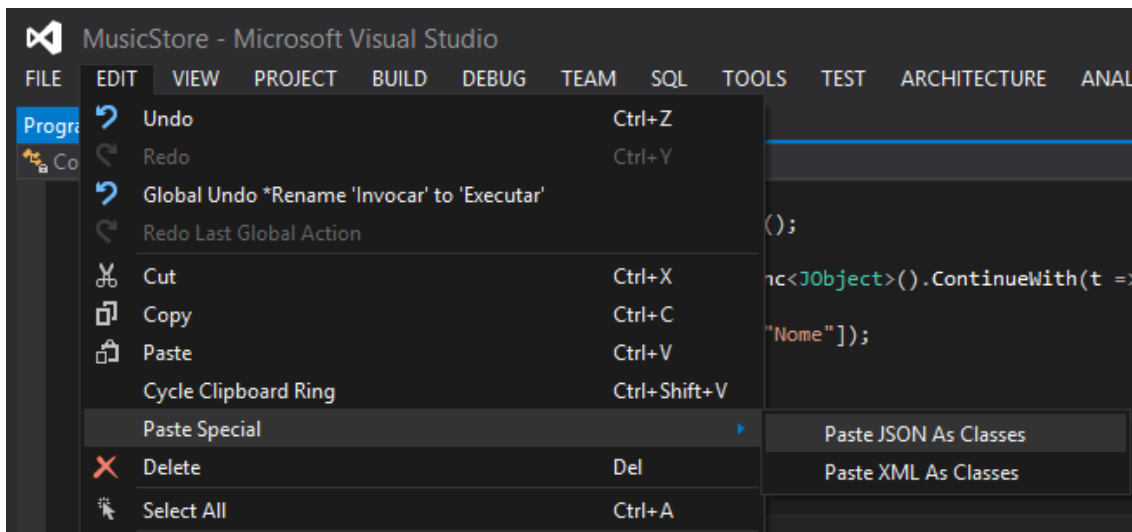 MusicStore - Microsoft Visual Studio
FILE EDIT VIEW PROJECT BUILD DEBUG TEAM SQL TOOLS TEST ARCHITECTURE ANAL
Progra
Co
Undo Ctrl+Z
Redo Ctrl+Y
Global Undo *Rename 'Invocar' to 'Executar'
();
Redo Last Global Action
Cut Ctrl+X
nc<JObject>().ContinueWith(t =>
Copy Ctrl+C
"Nome"]);
Paste Ctrl+V
Cycle Clipboard Ring Ctrl+Shift+V
Paste Special
Paste JSON As Classes
Delete Del
Paste XML As Classes
Select All Ctrl+A